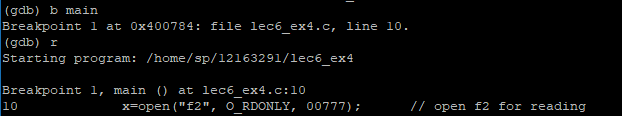 (gdb) b main
Breakpoint 1 at 0x400784: file lec6_ex4.c, line 10.
(gdb) r
Starting program: /home/sp/12163291/lec6_ex4
Breakpoint 1, main () at lec6_ex4.c:10
10 x=open("f2", O_RDONLY, 00777); // open f2 for reading